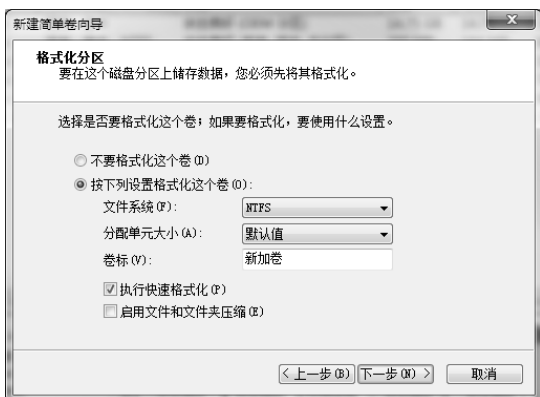 新建简单卷向导
格式化分区
要在这个磁盘分区上储存数据，您必须先将其格式化。
选择是否要格式化这个卷；如果要格式化，要使用什么设置。
不要格式化这个卷(D)
按下列设置格式化这个卷(O):
文件系统(F): NTFS
分配单元大小(A): 默认值
卷标(V): 新加卷
执行快速格式化(P)
启用文件和文件夹压缩(E)
< 上一步(B) 下一步(N) > 取消